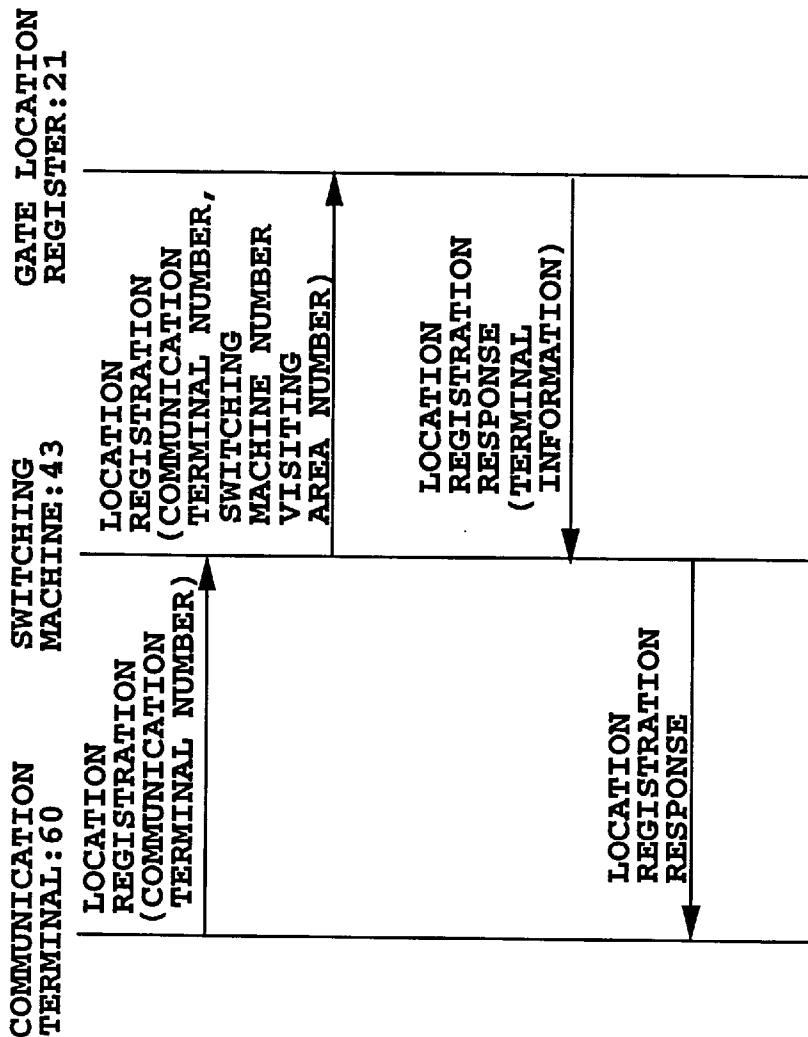 COMMUNICATION
TERMINAL:60
SWITCHING
MACHINE:43
GATE LOCATION
REGISTER:21
LOCATION
REGISTRATION
(COMMUNICATION
TERMINAL NUMBER)
LOCATION
REGISTRATION
(COMMUNICATION
TERMINAL NUMBER,
SWITCHING
MACHINE NUMBER
VISITING
AREA NUMBER)
LOCATION
REGISTRATION
RESPONSE
(TERMINAL
INFORMATION)
LOCATION
REGISTRATION
RESPONSE